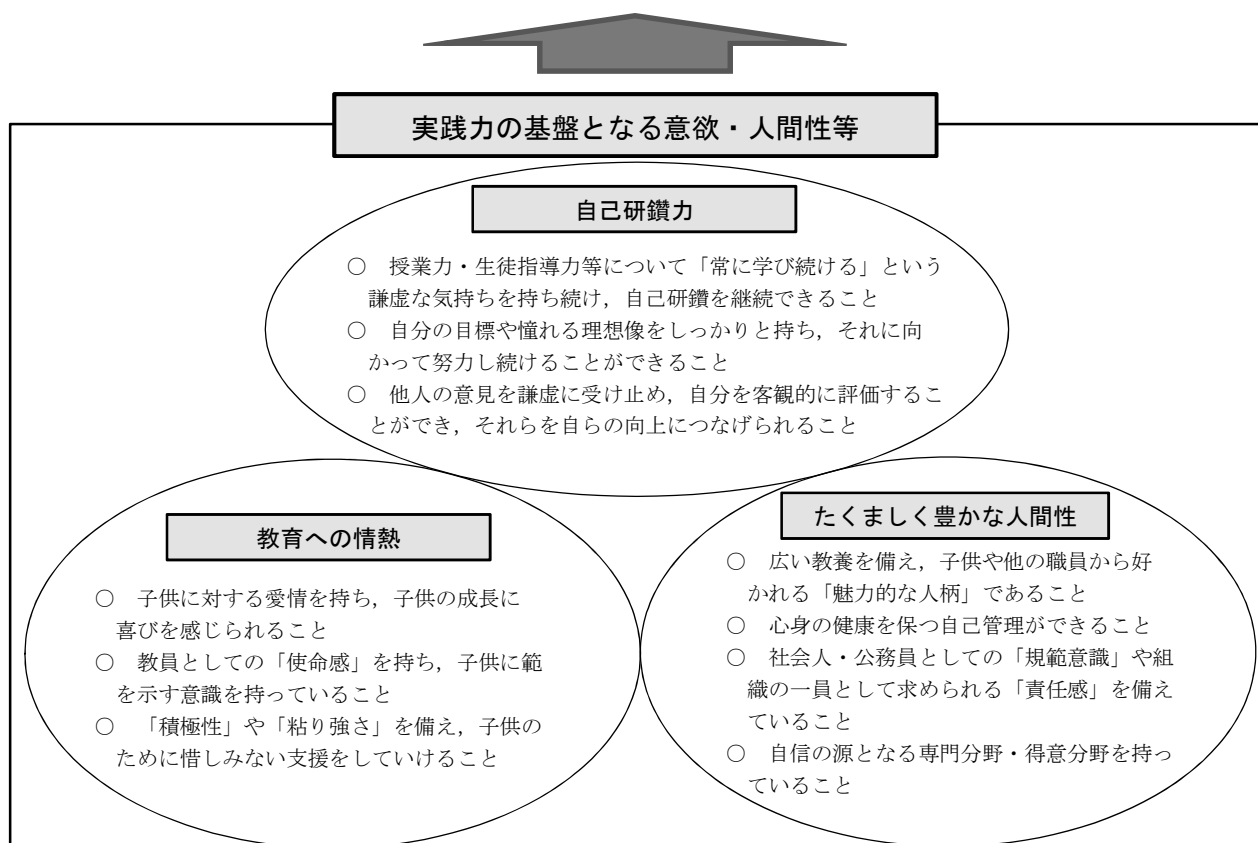 実践力の基盤となる意欲・人間性等
自己研鑽力
○　授業力・生徒指導力等について「常に学び続ける」という
謙虚な気持ちを持ち続け，自己研鑽を継続できること
○　自分の目標や憧れる理想像をしっかりと持ち，それに向
かって努力し続けることができること
○　他人の意見を謙虚に受け止め，自分を客観的に評価するこ
とができ，それらを自らの向上につなげられること
教育への情熱
○　子供に対する愛情を持ち，子供の成長に
喜びを感じられること
○　教員としての「使命感」を持ち，子供に範
を示す意識を持っていること
○　「積極性」や「粘り強さ」を備え，子供の
ために惜しみない支援をしていけること
たくましく豊かな人間性
○　広い教養を備え，子供や他の職員から好
かれる「魅力的な人柄」であること
○　心身の健康を保つ自己管理ができること
○　社会人・公務員としての「規範意識」や組
織の一員として求められる「責任感」を備え
ていること
○　自信の源となる専門分野・得意分野を持っ
ていること